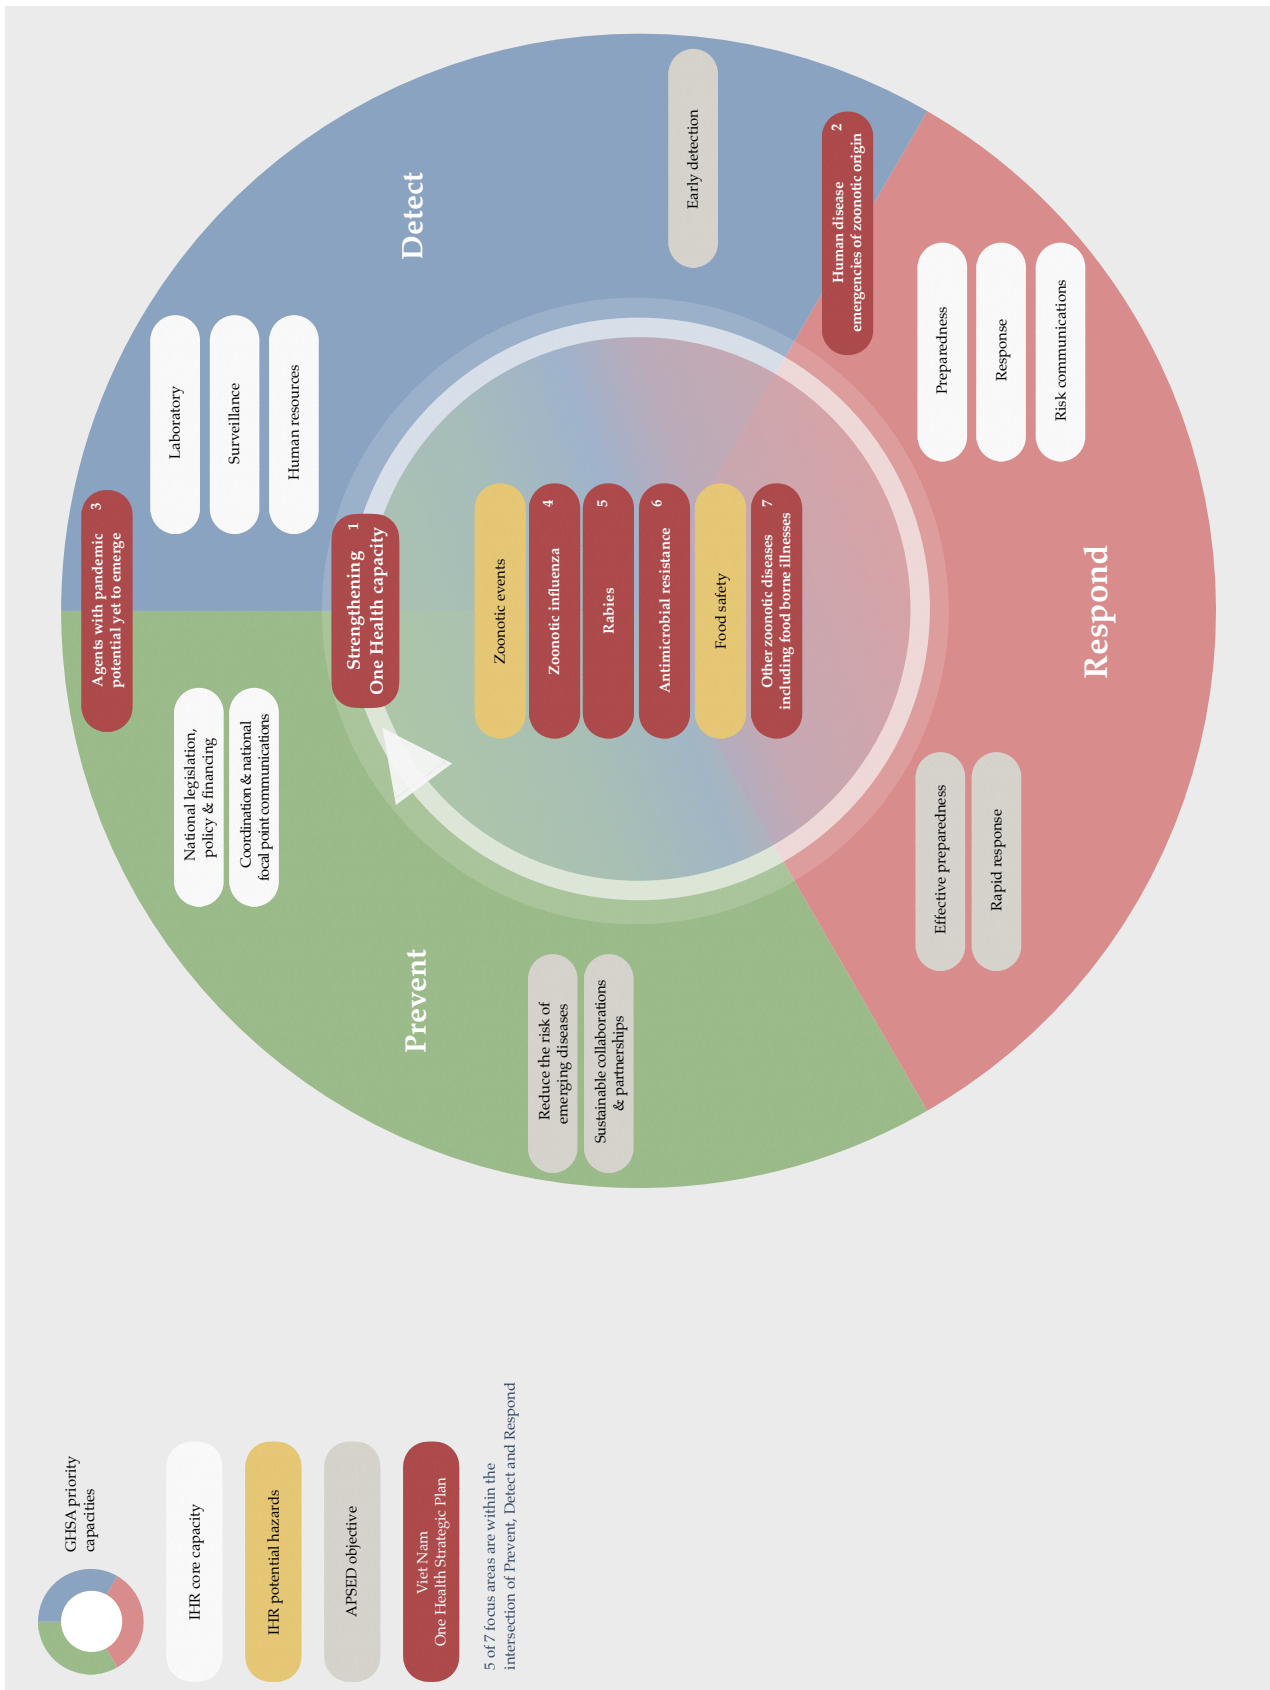 GHSA priority
capacities
IHR core capacity
IHR potential hazards
APSED objective
Viet Nam
One Health Strategic Plan
5 of 7 focus areas are within the
intersection of Prevent, Detect and Respond
Agents with pandemic 3
potential yet to emerge
Prevent
National legislation,
policy & financing
Coordination & national
focal point communications
Reduce the risk of
emerging diseases
Sustainable collaborations
& partnerships
Detect
Laboratory
Surveillance
Human resources
Early detection
Strengthening 1
One Health capacity
Zoonotic events
Zoonotic influenza 4
Rabies 5
Antimicrobial resistance 6
Food safety
Other zoonotic diseases 7
including food borne illnesses
Human disease 2
emergencies of zoonotic origin
Effective preparedness
Rapid response
Preparedness
Response
Risk communications
Respond